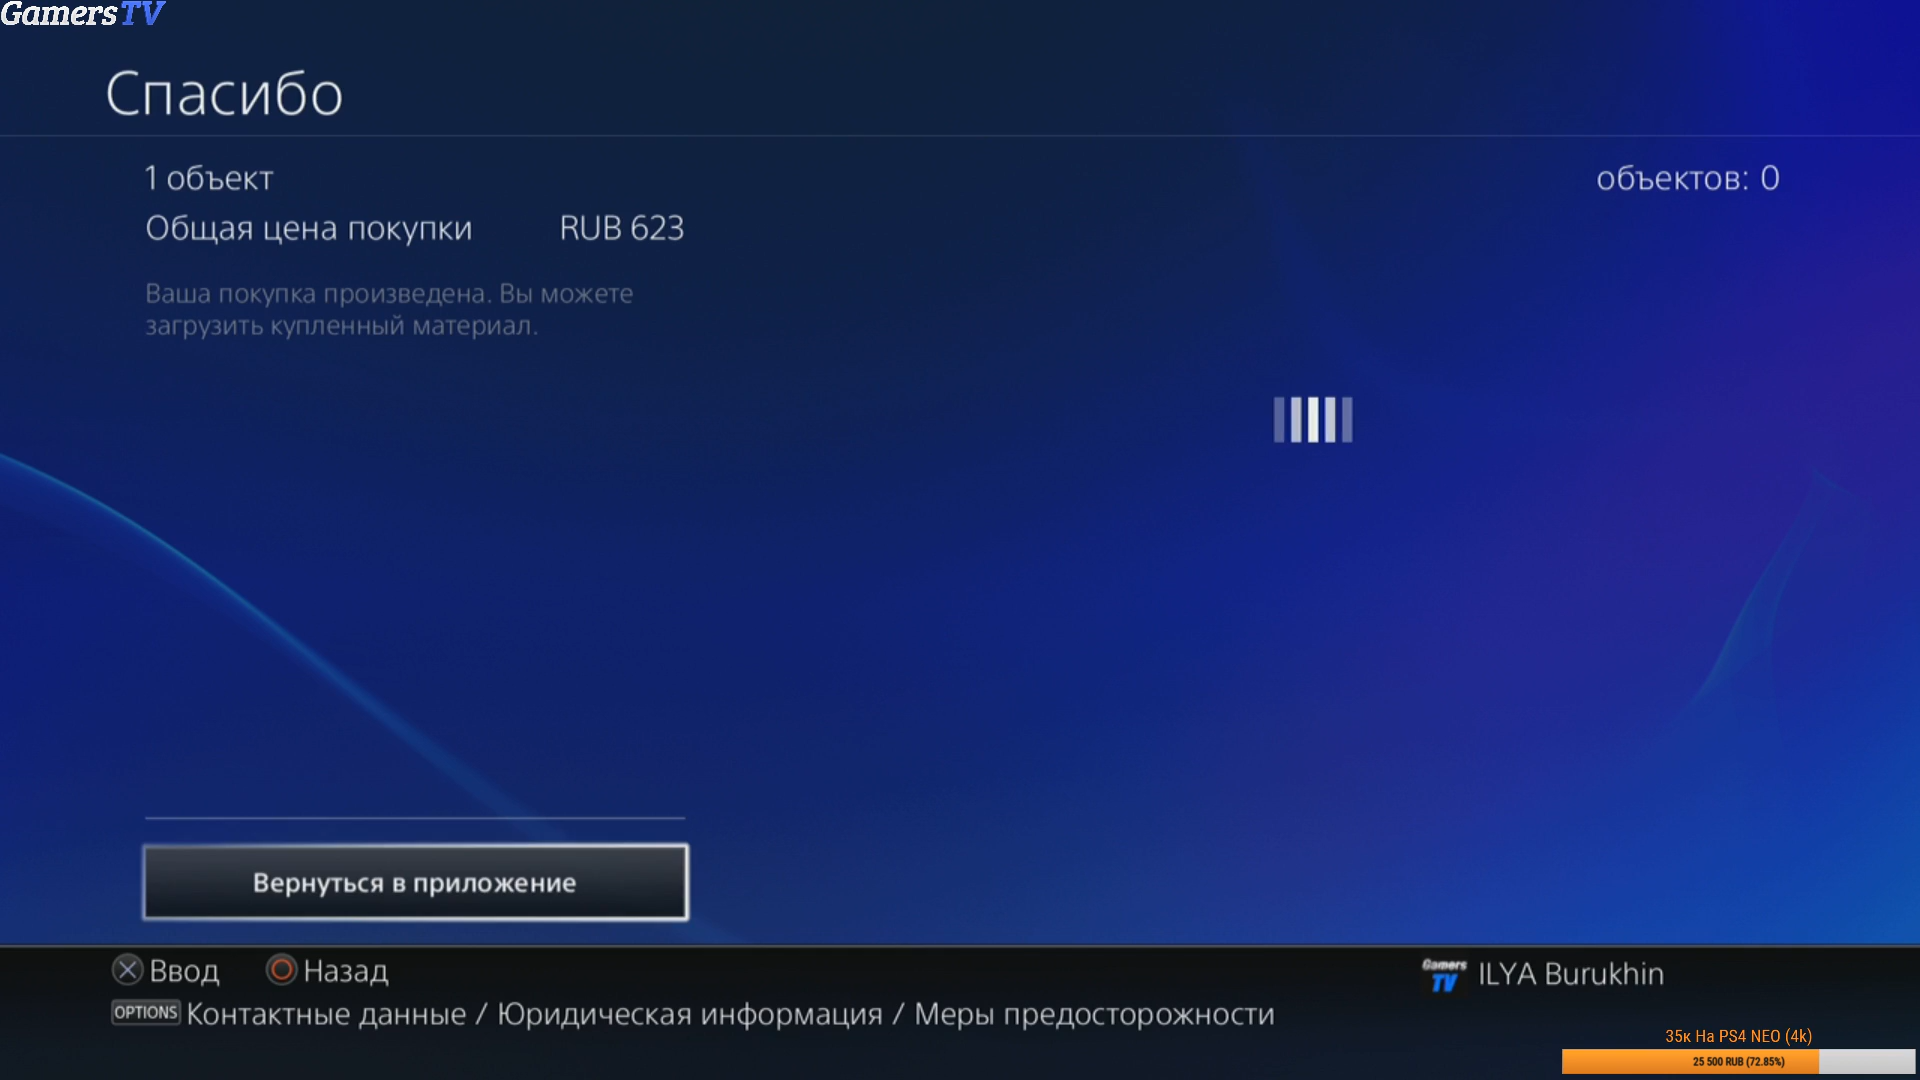 GamersTV
Спасибо
1 объект
объектов: 0
Общая цена покупки RUB 623
Ваша покупка произведена. Вы можете
загрузить купленный материал.
Вернуться в приложение
Ввод Назад
Gamers TV ILYA Burukhin
OPTIONS Контактные данные / Юридическая информация / Меры предосторожности
35к На PS4 NEO (4k)
25 500 RUB (72.85%)